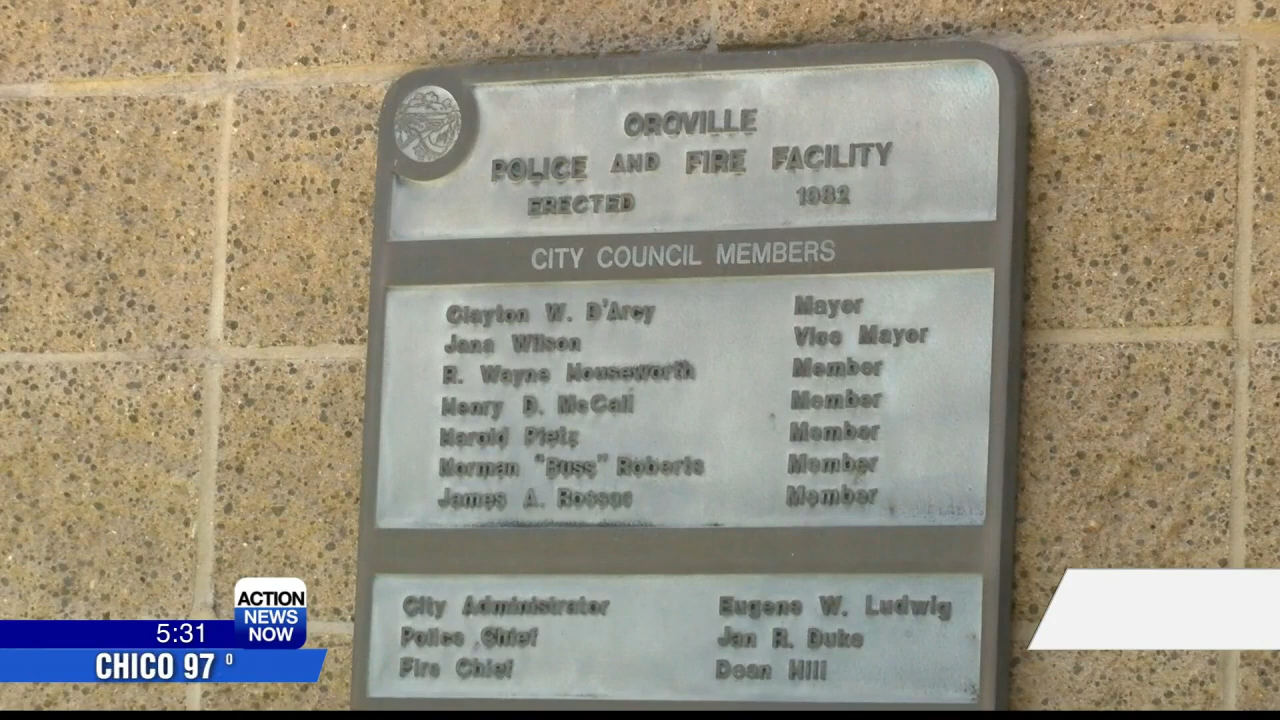 OROVILLE
POLICE AND FIRE FACILITY
ERECTED 1982
CITY COUNCIL MEMBERS
Clayton W. D'Arcy Mayor
Jana Wilson Vice Mayor
R. Wayne Houseworth Member
Henry D. McCall Member
Harold Pietz Member
Norman "Buss" Roberts Member
James A. Member
City Administrator Eugene W. Ludwig
Police Chief Jan R. Duke
Fire Chief Dean Hill
ACTION
NEWS
NOW
5:31
CHICO 97°